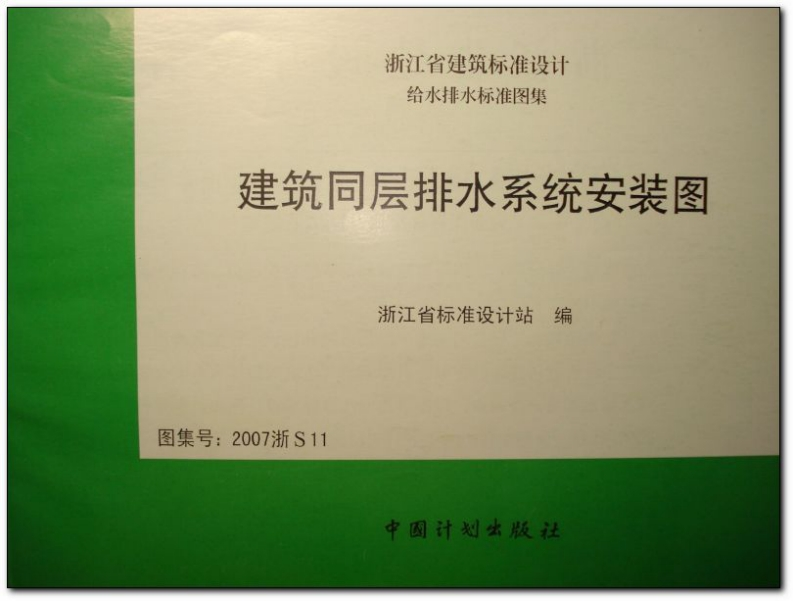 浙江省建筑标准设计
给水排水标准图集
建筑同层排水系统安装图
浙江省标准设计站 编
图集号：2007浙S11
中国计划出版社